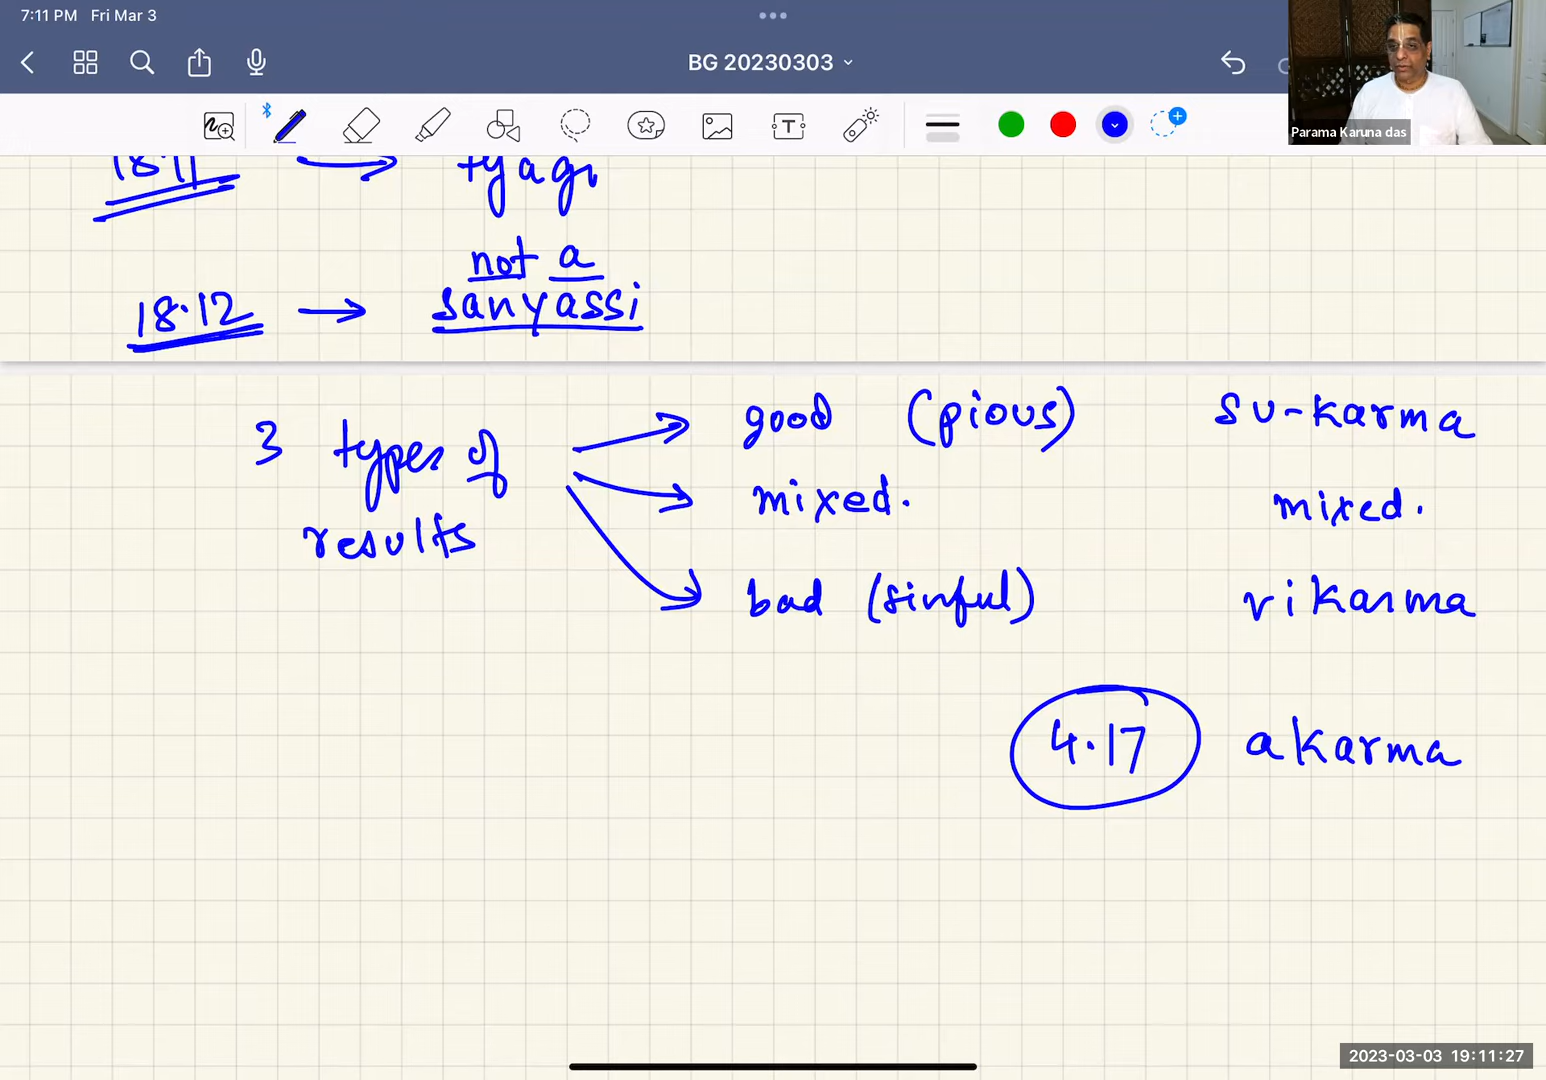 7:11 PM Fri Mar 3
BG 20230303
T
Parama Karuna das
18.11 → tyagi
not a
18.12 → sanyassi
3 types of
results
good (pious) su-karma
mixed. mixed.
bad (sinful) vikarma
4.17 akarma
2023-03-03 19:11:27